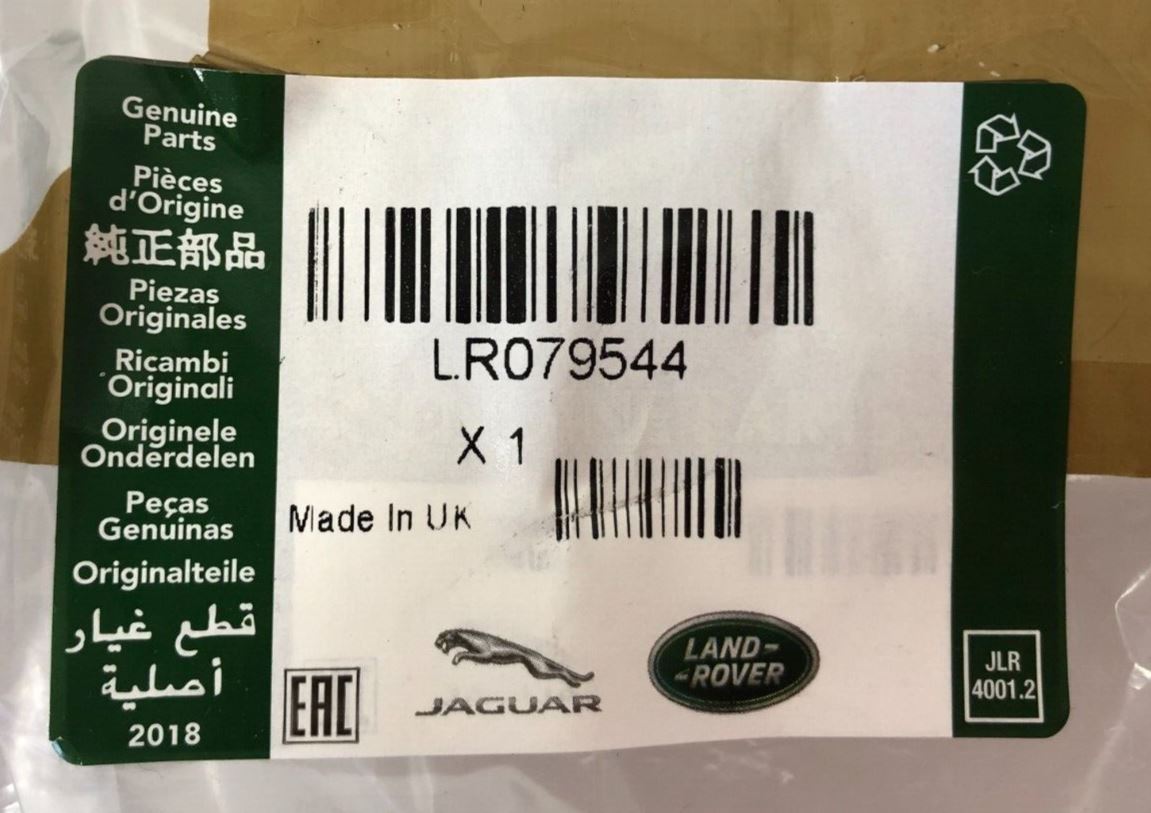 Genuine
Parts
Pièces
d'Origine
純正部品
Piezas
Originales
Ricambi
Originali
Originele
Onderdelen
Peças
Genuinas
Originalteile
قطع غيار
أصلية
2018
LR079544
X 1
Made In UK
EAC
JAGUAR
LAND-
-ROVER
JLR
4001.2